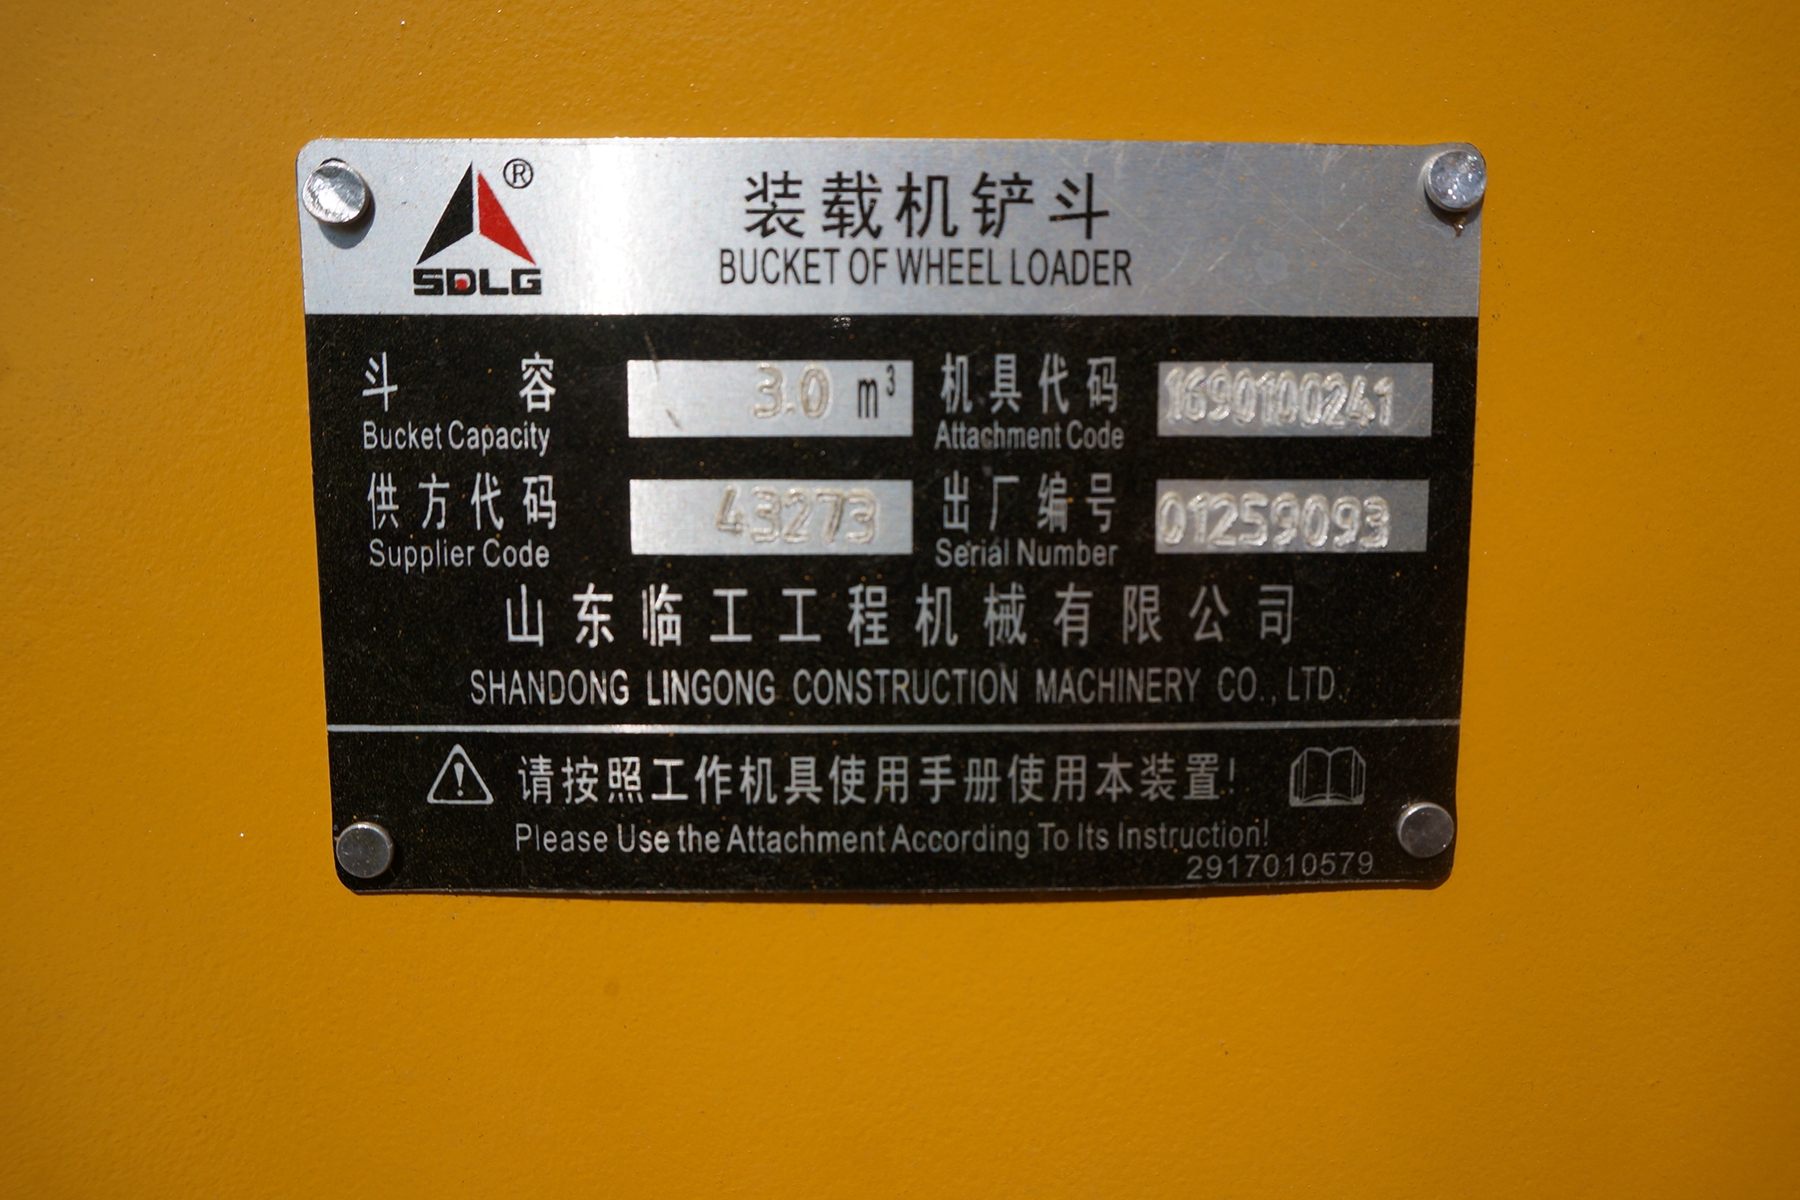 ®
SDLG
装载机铲斗
BUCKET OF WHEEL LOADER
斗容 3.0 m³ 机具代码 1690100241
Bucket Capacity Attachment Code
供方代码 43273 出厂编号 01259093
Supplier Code Serial Number
山东临工工程机械有限公司
SHANDONG LINGONG CONSTRUCTION MACHINERY CO., LTD.
请按照工作机具使用手册使用本装置!
Please Use the Attachment According To Its Instruction!
2917010579